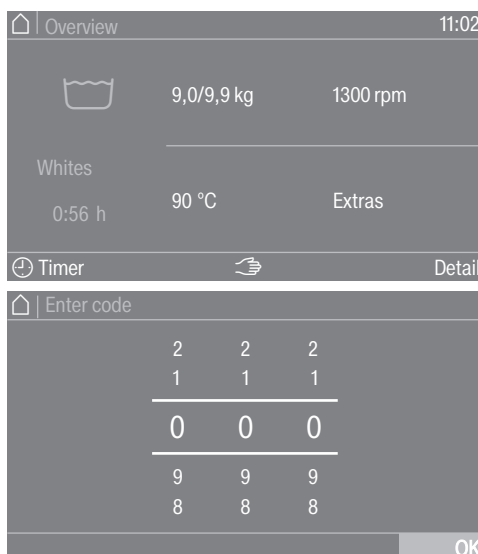 Overview 11:02
9,0/9,9 kg 1300 rpm
Whites
90 °C Extras
0:56 h
Timer Detail
Enter code
2 2 2
1 1 1
0 0 0
9 9 9
8 8 8
OK